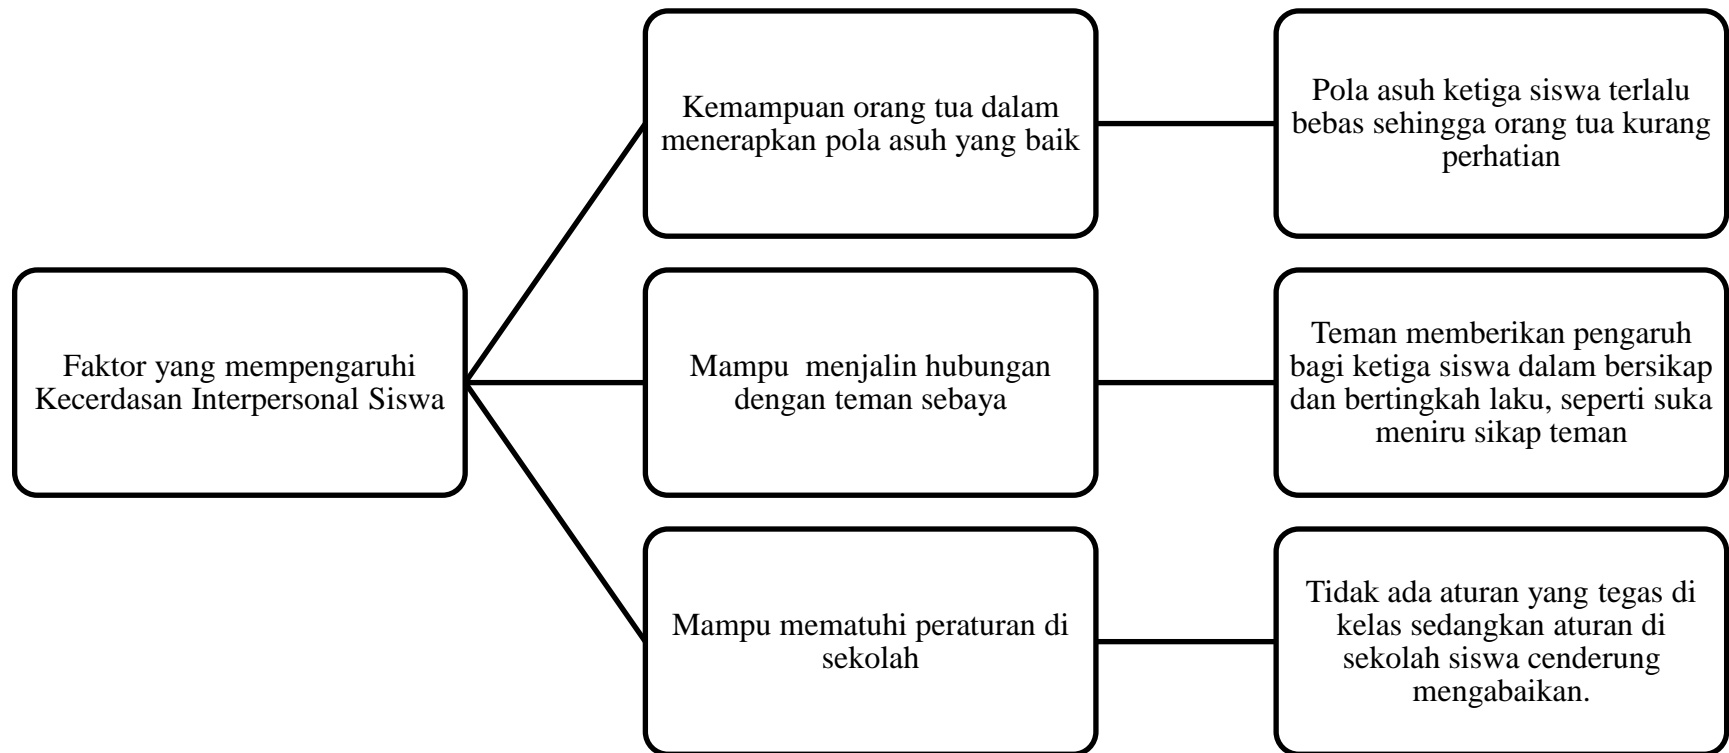 Faktor yang mempengaruhi
Kecerdasan Interpersonal Siswa
Kemampuan orang tua dalam
menerapkan pola asuh yang baik
Pola asuh ketiga siswa terlalu
bebas sehingga orang tua kurang
perhatian
Mampu menjalin hubungan
dengan teman sebaya
Teman memberikan pengaruh
bagi ketiga siswa dalam bersikap
dan bertingkah laku, seperti suka
meniru sikap teman
Mampu mematuhi peraturan di
sekolah
Tidak ada aturan yang tegas di
kelas sedangkan aturan di
sekolah siswa cenderung
mengabaikan.